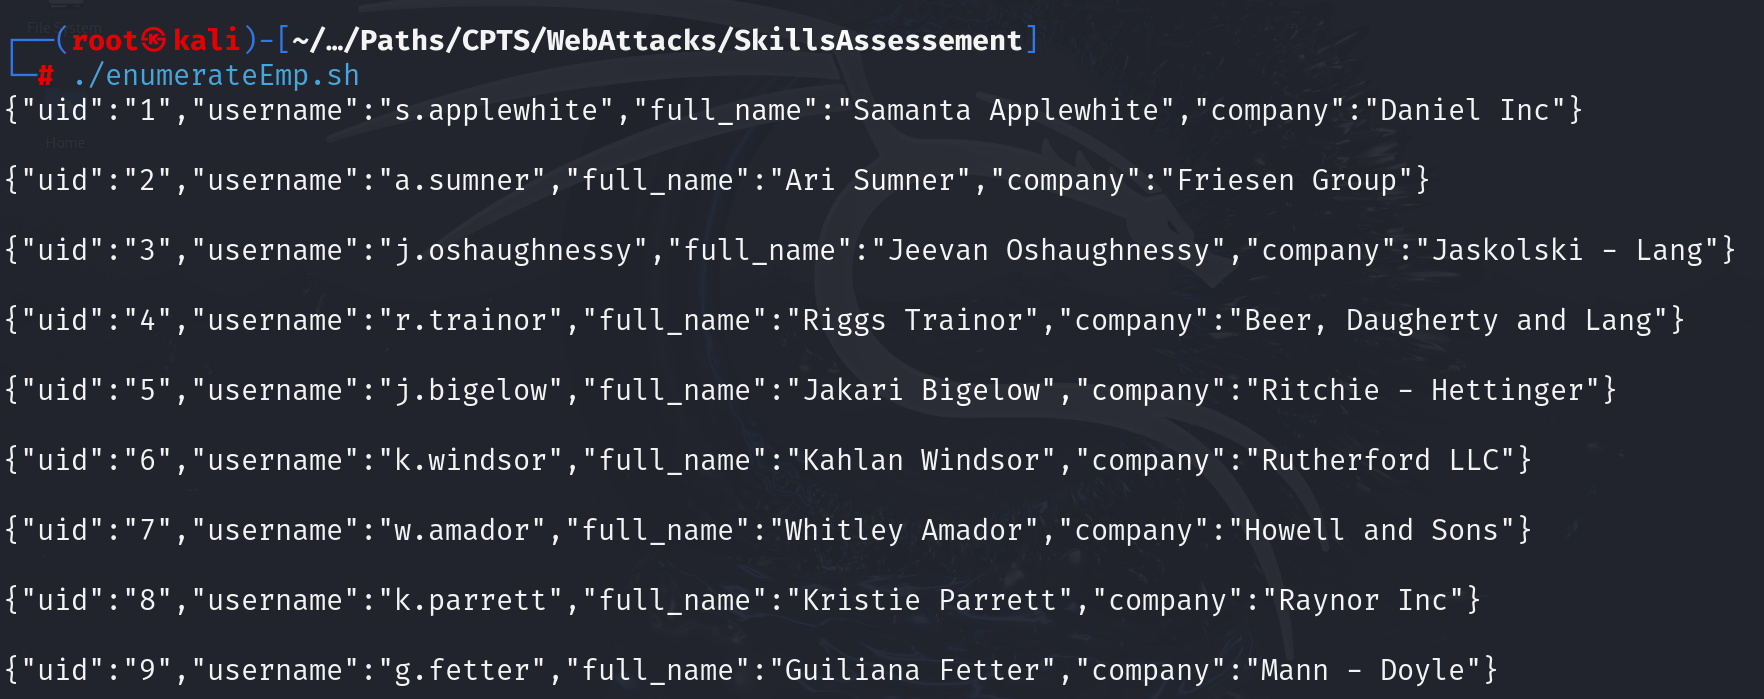 File System
┌──(root㉿kali)-[~/…/Paths/CPTS/WebAttacks/SkillsAssessement]
└─# ./enumerateEmp.sh
{"uid":"1","username":"s.applewhite","full_name":"Samanta Applewhite","company":"Daniel Inc"}
Home
{"uid":"2","username":"a.sumner","full_name":"Ari Sumner","company":"Friesen Group"}
{"uid":"3","username":"j.oshaughnessy","full_name":"Jeevan Oshaughnessy","company":"Jaskolski - Lang"}
{"uid":"4","username":"r.trainor","full_name":"Riggs Trainor","company":"Beer, Daugherty and Lang"}
{"uid":"5","username":"j.bigelow","full_name":"Jakari Bigelow","company":"Ritchie - Hettinger"}
{"uid":"6","username":"k.windsor","full_name":"Kahlan Windsor","company":"Rutherford LLC"}
{"uid":"7","username":"w.amador","full_name":"Whitley Amador","company":"Howell and Sons"}
{"uid":"8","username":"k.parrett","full_name":"Kristie Parrett","company":"Raynor Inc"}
{"uid":"9","username":"g.fetter","full_name":"Guiliana Fetter","company":"Mann - Doyle"}